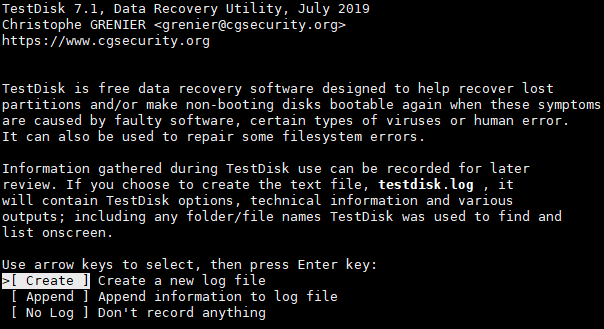 TestDisk 7.1, Data Recovery Utility, July 2019
Christophe GRENIER <grenier@cgsecurity.org>
https://www.cgsecurity.org
TestDisk is free data recovery software designed to help recover lost
partitions and/or make non-booting disks bootable again when these symptoms
are caused by faulty software, certain types of viruses or human error.
It can also be used to repair some filesystem errors.
Information gathered during TestDisk use can be recorded for later
review. If you choose to create the text file, testdisk.log , it
will contain TestDisk options, technical information and various
outputs; including any folder/file names TestDisk was used to find and
list onscreen.
Use arrow keys to select, then press Enter key:
>[ Create ] Create a new log file
[ Append ] Append information to log file
[ No Log ] Don't record anything